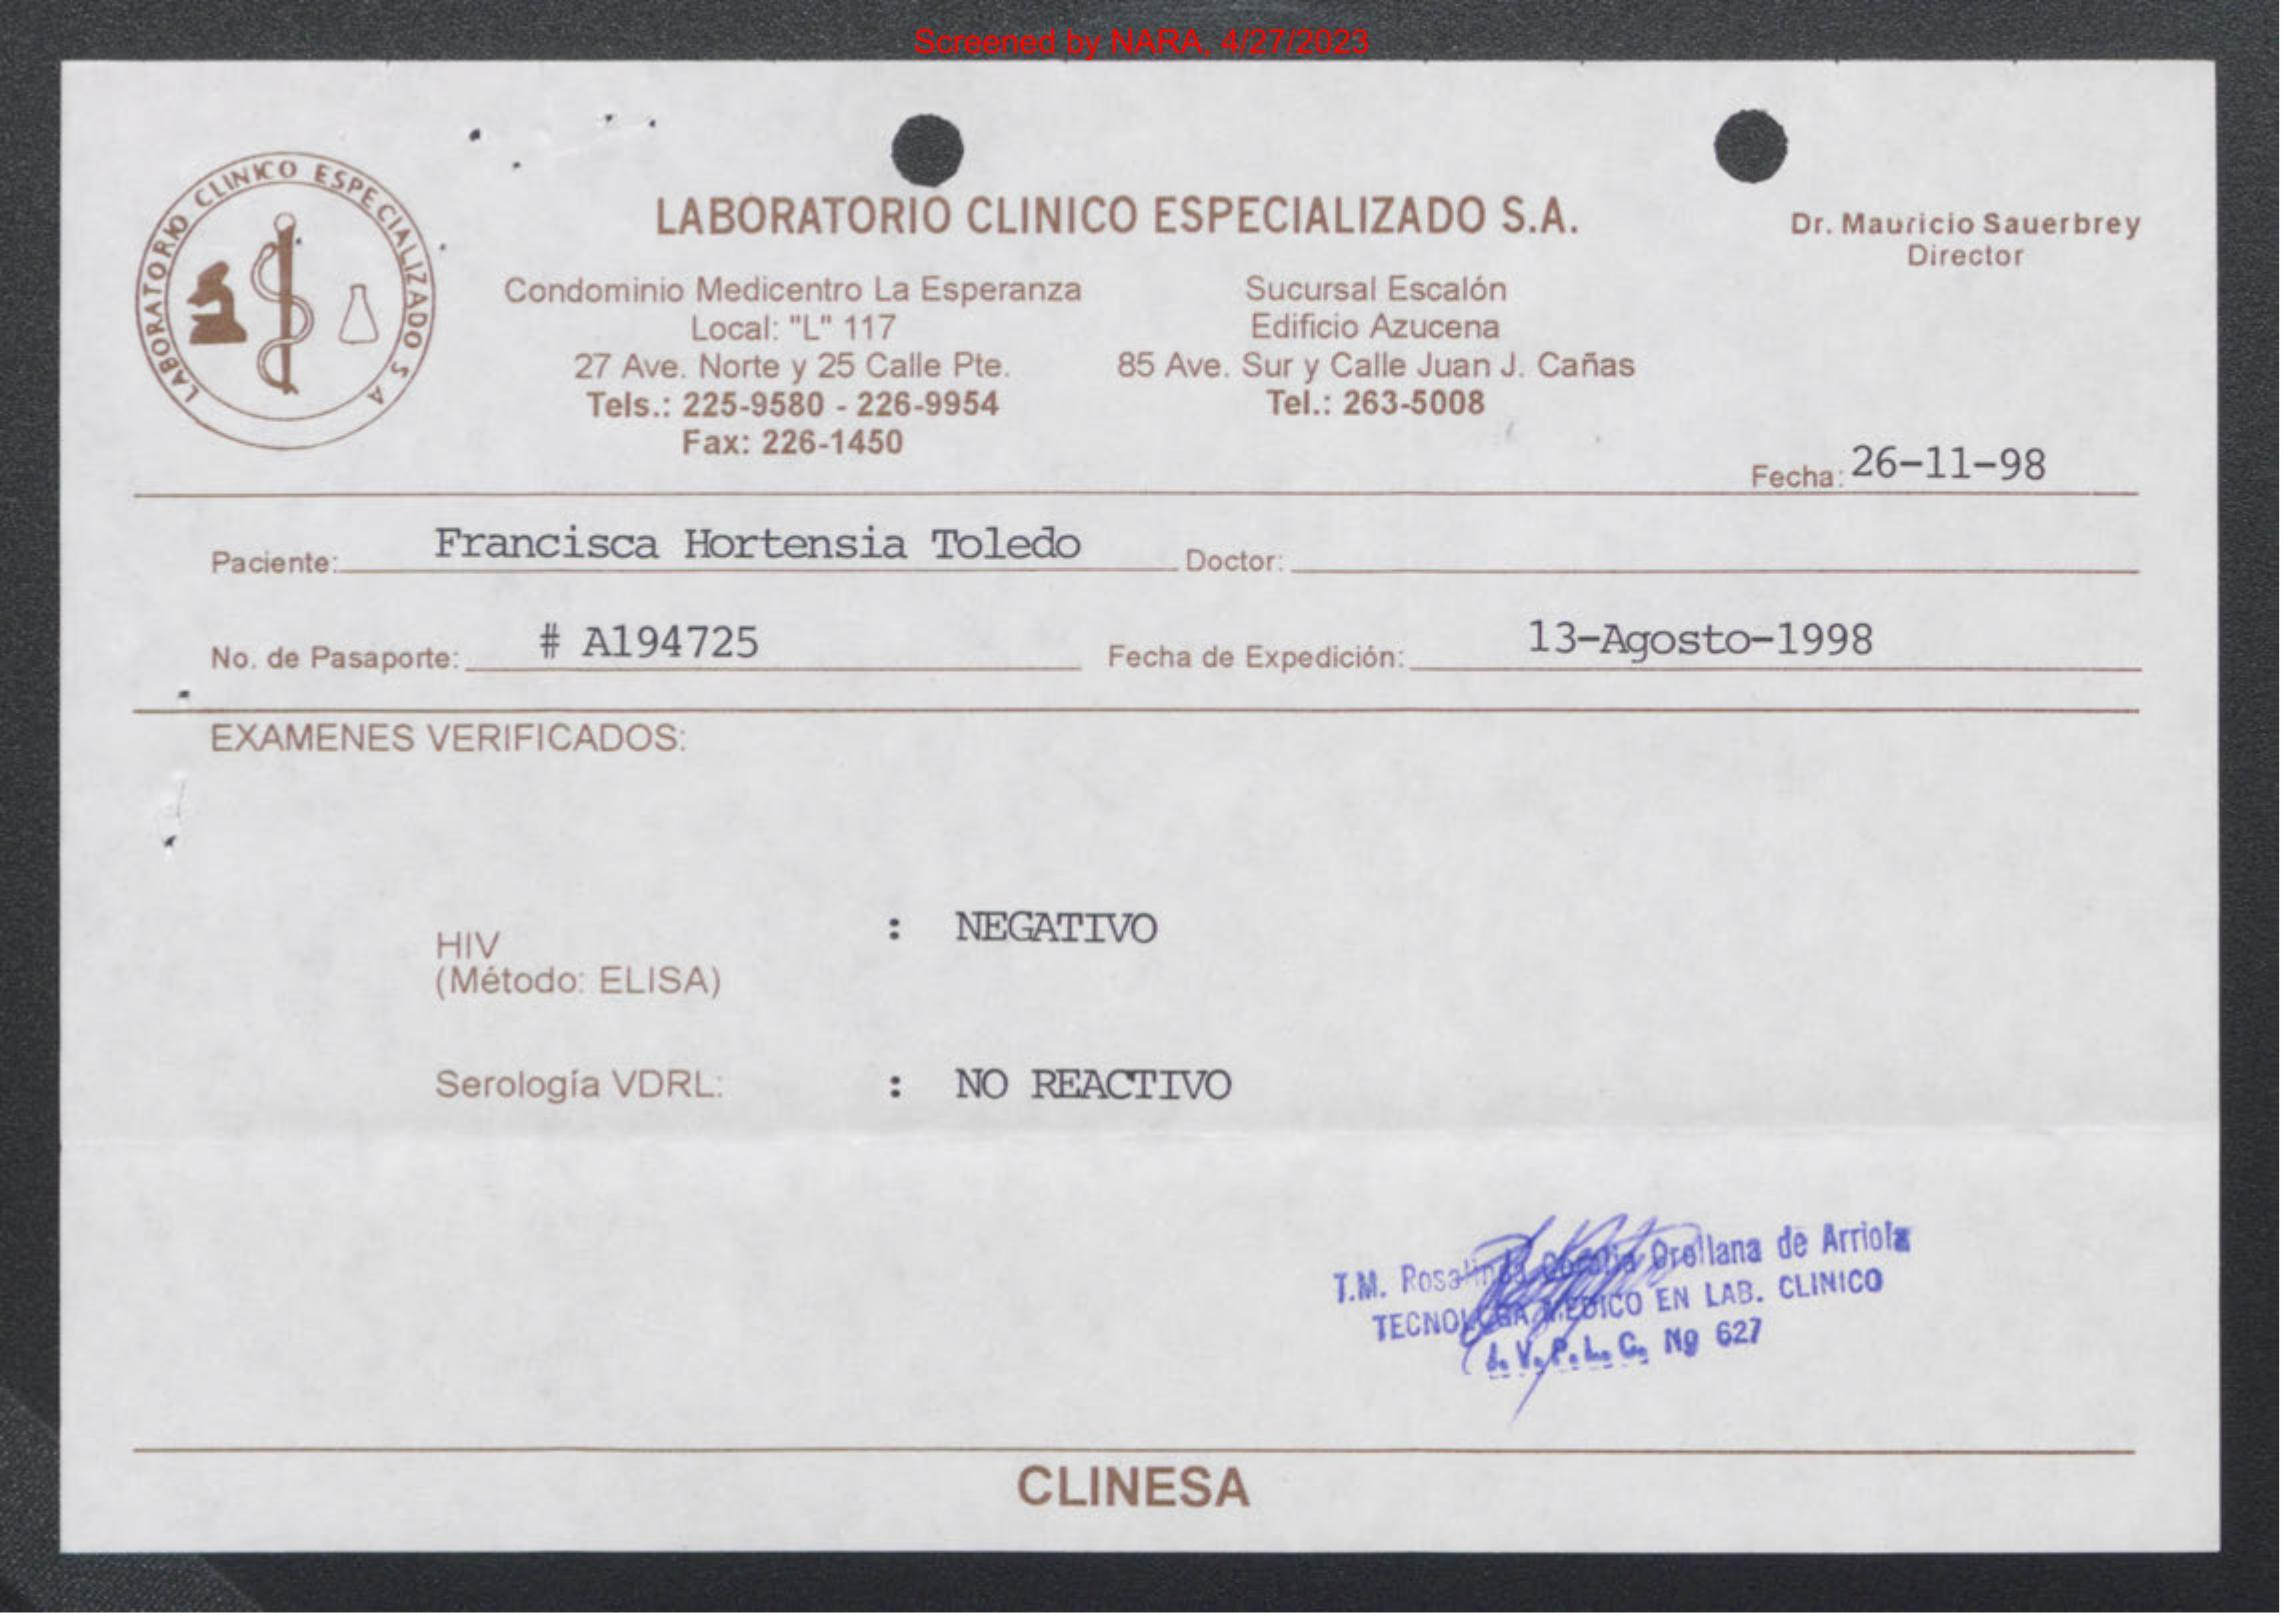 Screened by NARA, 4/27/2023
LABORATORIO CLINICO ESPECIALIZADO S A
LABORATORIO CLINICO ESPECIALIZADO S.A.
Dr. Mauricio Sauerbrey
Director
Condominio Medicentro La Esperanza
Local: "L" 117
27 Ave. Norte y 25 Calle Pte.
Tels.: 225-9580 - 226-9954
Fax: 226-1450
Sucursal Escalón
Edificio Azucena
85 Ave. Sur y Calle Juan J. Cañas
Tel.: 263-5008
Fecha: 26-11-98
Paciente: Francisca Hortensia Toledo Doctor:
No. de Pasaporte: # A194725 Fecha de Expedición: 13-Agosto-1998
EXAMENES VERIFICADOS:
HIV : NEGATIVO
(Método: ELISA)
Serología VDRL: : NO REACTIVO
T.M. Orellana de Arriola
MEDICO EN LAB. CLINICO
J. V. P. L. C. Nº 627
CLINESA